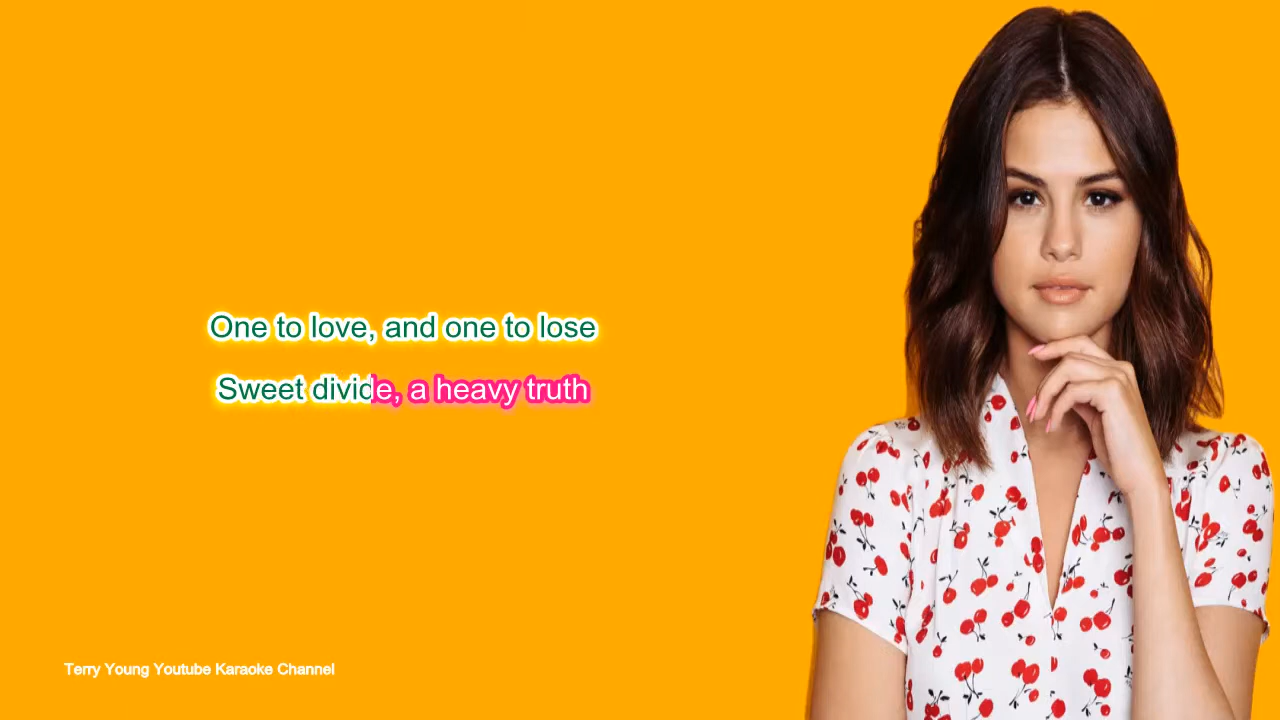 One to love, and one to lose
Sweet divide, a heavy truth
Terry Young Youtube Karaoke Channel